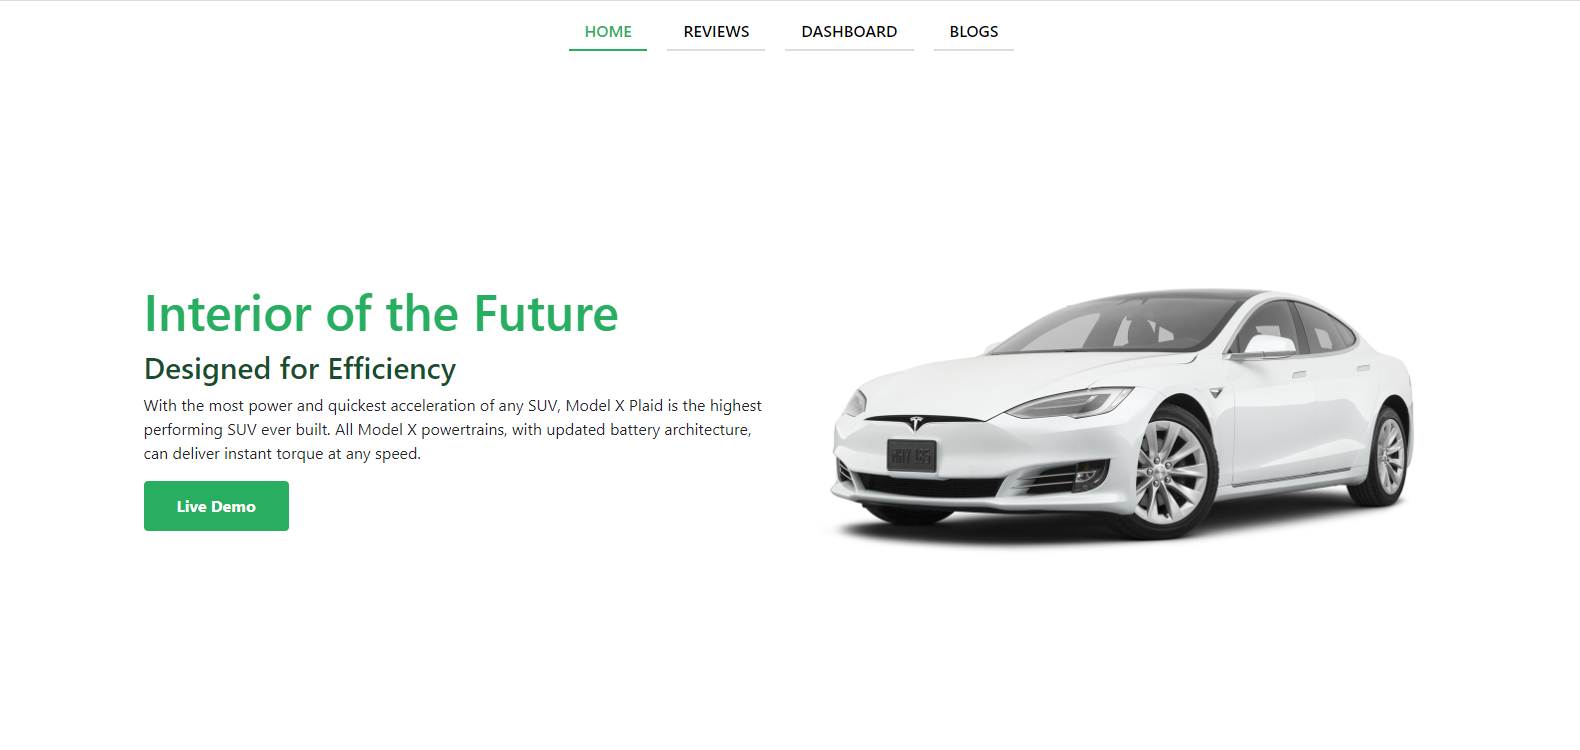 HOME REVIEWS DASHBOARD BLOGS
Interior of the Future
Designed for Efficiency
With the most power and quickest acceleration of any SUV, Model X Plaid is the highest
performing SUV ever built. All Model X powertrains, with updated battery architecture,
can deliver instant torque at any speed.
Live Demo